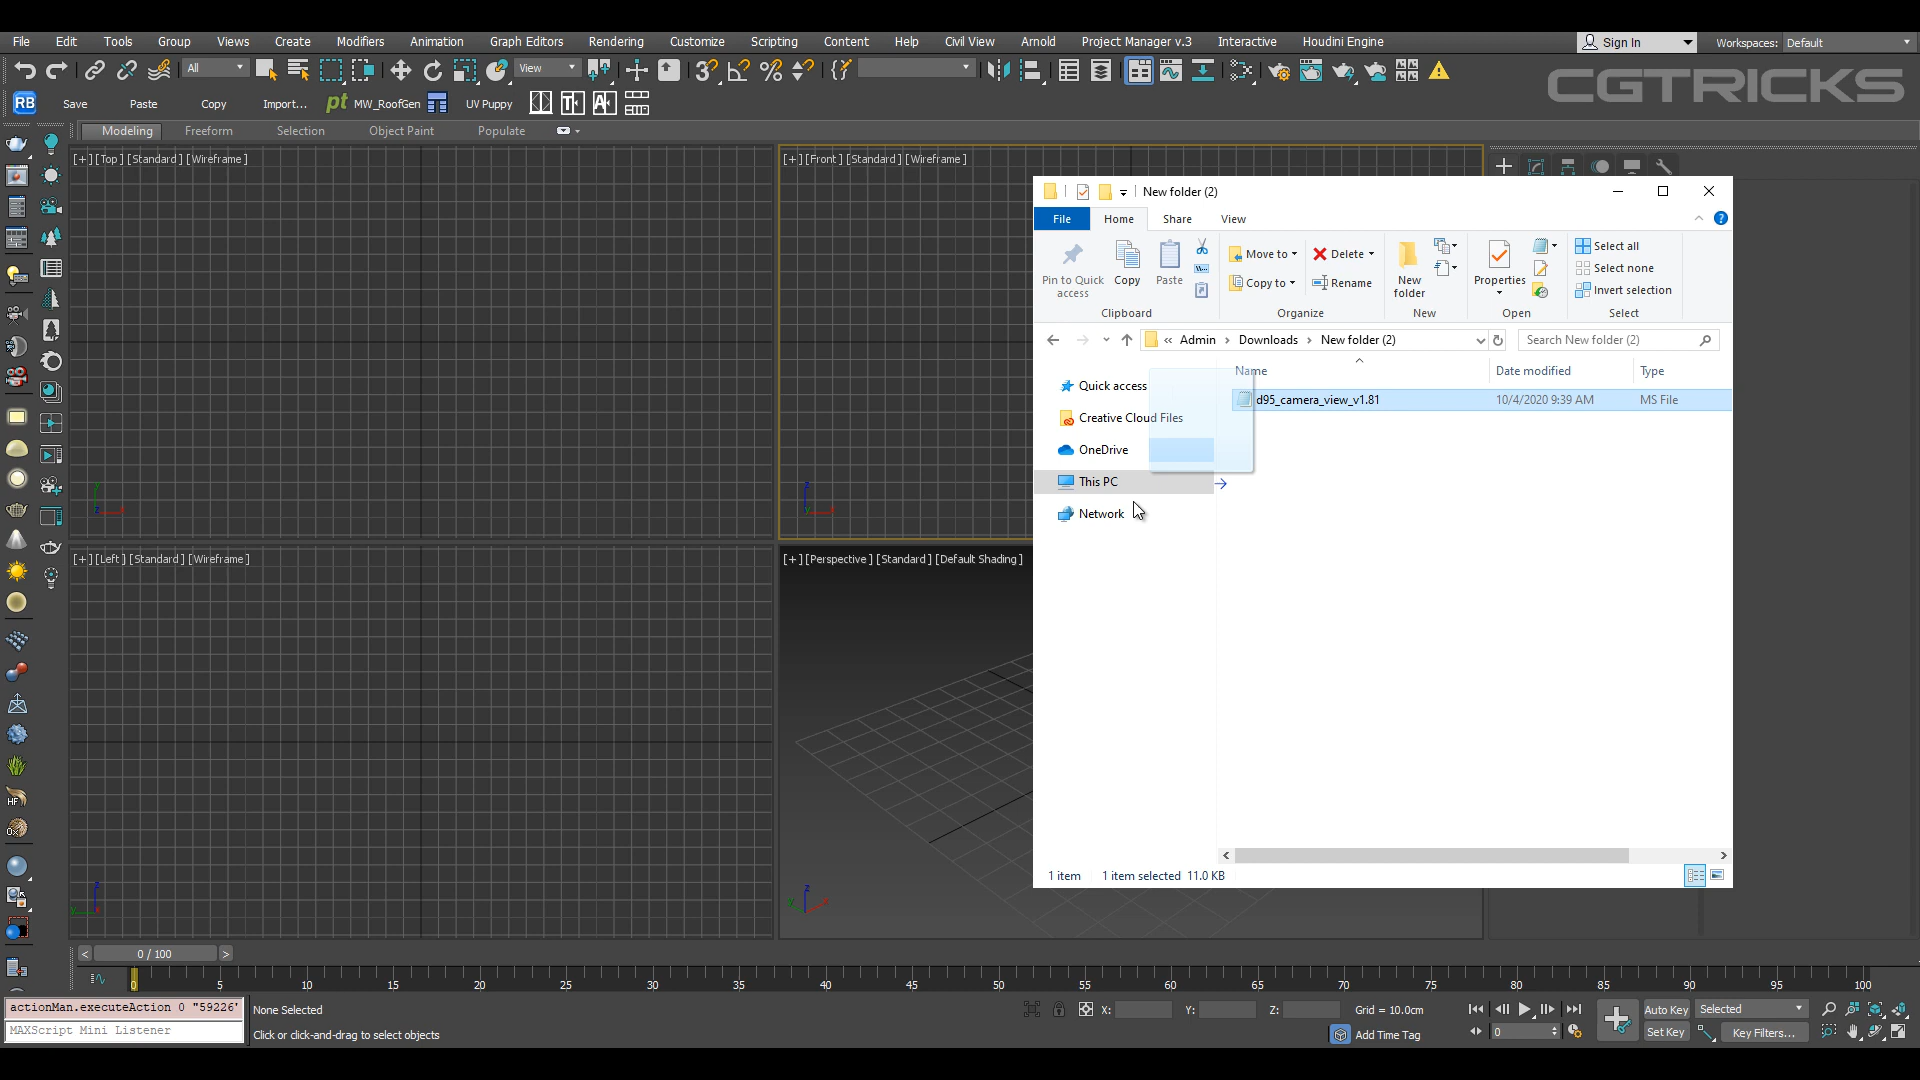 File Edit Tools Group Views Create Modifiers Animation Graph Editors Rendering Customize Scripting Content Help Civil View Arnold Project Manager v.3 Interactive Houdini Engine Sign In Workspaces: Default
All View CGTRICKS
RB Save Paste Copy Import... pt MW_RoofGen UV Puppy
Modeling Freeform Selection Object Paint Populate
[+] [Top] [Standard] [Wireframe]
[+] [Front] [Standard] [Wireframe]
New folder (2)
File Home Share View
Pin to Quick access
Copy
Paste
Clipboard
Move to
Copy to
Delete
Rename
Organize
New folder
New
Properties
Open
Select all
Select none
Invert selection
Select
« Admin › Downloads › New folder (2)
Search New folder (2)
Name Date modified Type
Quick access
Creative Cloud Files
OneDrive
This PC
Network
d95_camera_view_v1.81 10/4/2020 9:39 AM MS File
1 item 1 item selected 11.0 KB
[+] [Left] [Standard] [Wireframe]
[+] [Perspective] [Standard] [Default Shading]
z
x
y
HF
< 0 / 100 >
0 5 10 15 20 25 30 35 40 45 50 55 60 65 70 75 80 85 90 95 100
actionMan.executeAction 0 "59226"
MAXScript Mini Listener
None Selected
Click or click-and-drag to select objects
X: Y: Z: Grid = 10.0cm
Add Time Tag
0
Auto Key Selected
Set Key Key Filters...